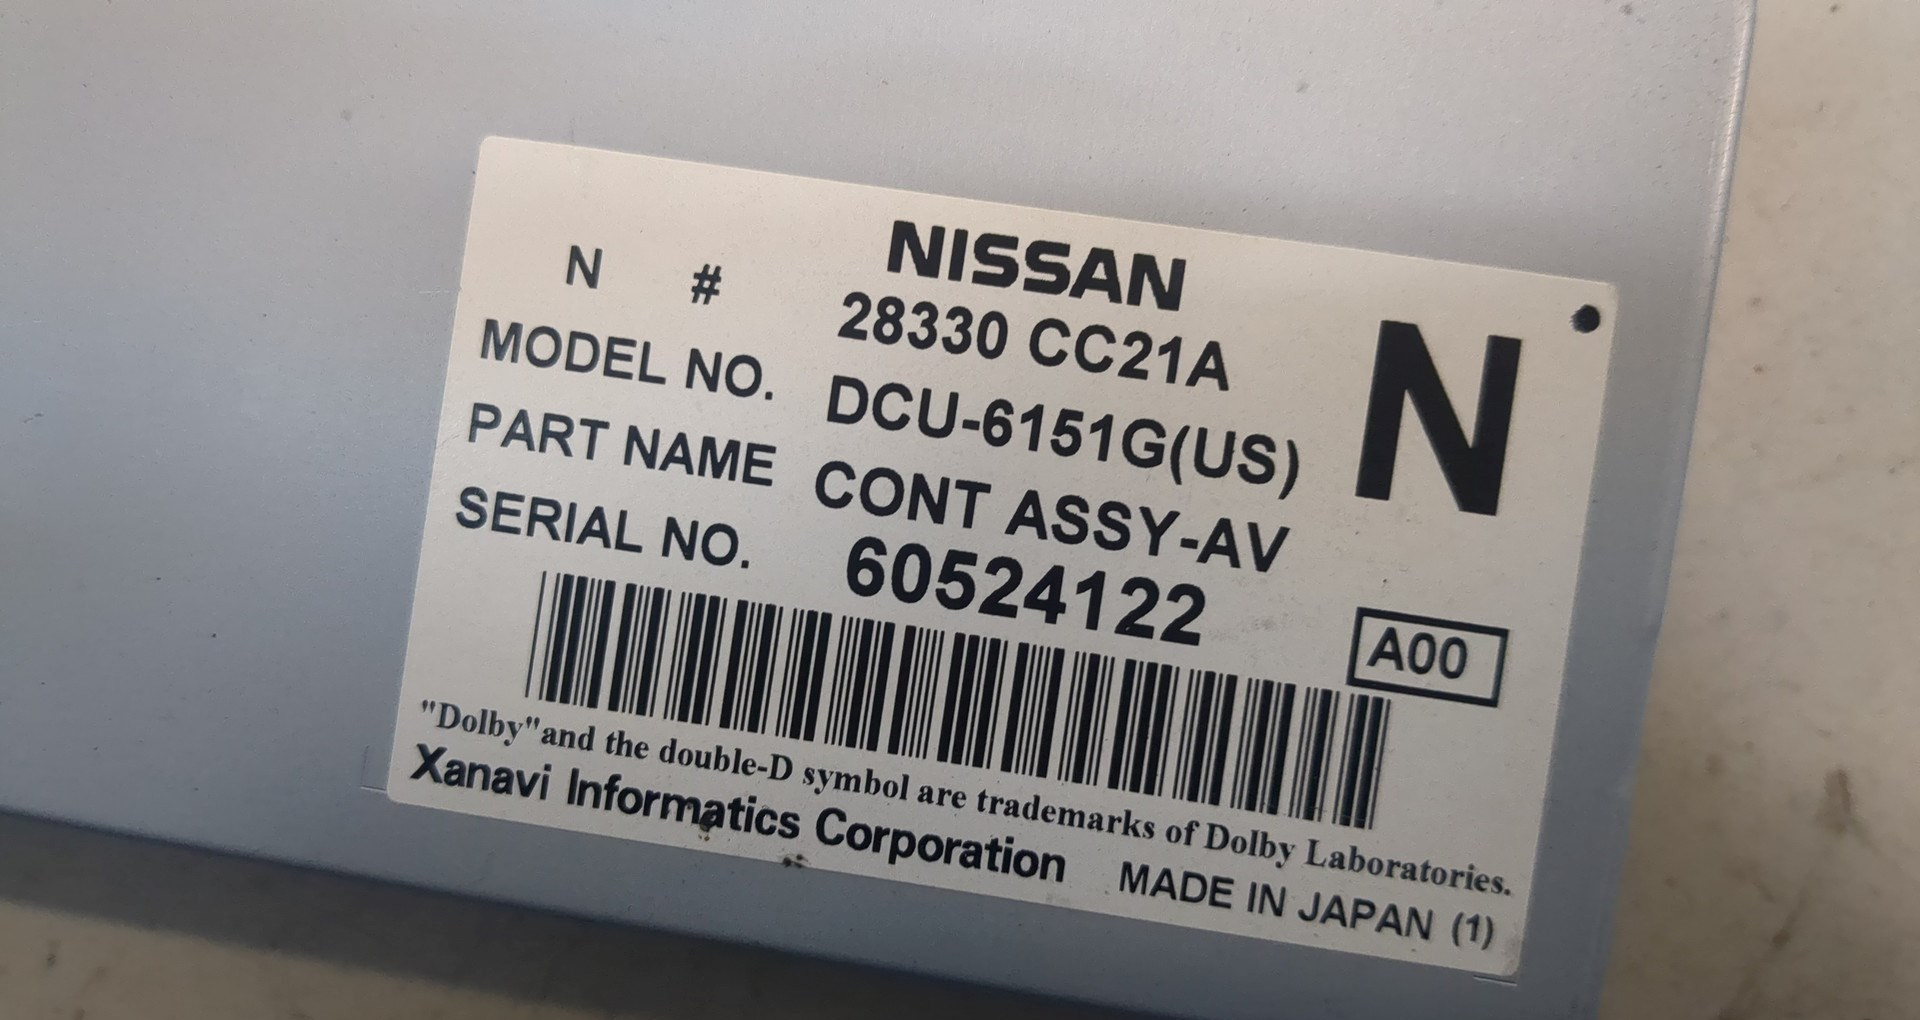 NISSAN
N # 28330 CC21A
MODEL NO. DCU-6151G(US)
PART NAME CONT ASSY-AV
SERIAL NO. 60524122
N
A00
"Dolby"and the double-D symbol are trademarks of Dolby Laboratories.
Xanavi Informatics Corporation MADE IN JAPAN (1)